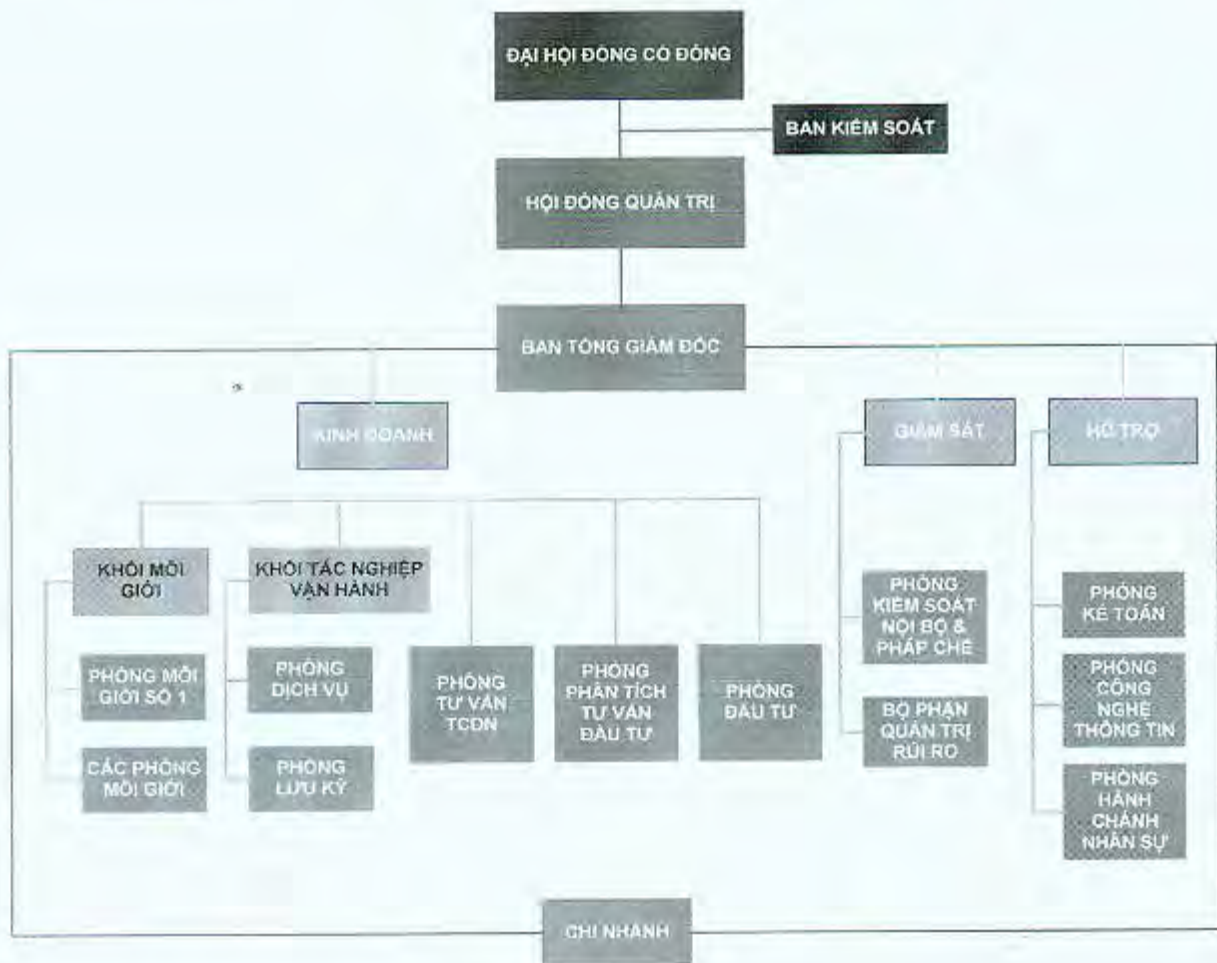 ĐẠI HỘI ĐỒNG CỔ ĐÔNG
BAN KIỂM SOÁT
HỘI ĐỒNG QUẢN TRỊ
BAN TỔNG GIÁM ĐỐC
KINH DOANH
GIÁM SÁT
HỖ TRỢ
KHỐI MÔI
GIỚI
KHỐI TÁC NGHIỆP
VẬN HÀNH
PHÒNG MÔI
GIỚI SỐ 1
CÁC PHÒNG
MÔI GIỚI
PHÒNG
DỊCH VỤ
PHÒNG
LƯU KÝ
PHÒNG
TƯ VẤN
TCDN
PHÒNG
PHÂN TÍCH
TƯ VẤN
ĐẦU TƯ
PHÒNG
ĐẦU TƯ
PHÒNG
KIỂM SOÁT
NỘI BỘ &
PHÁP CHẾ
BỘ PHẬN
QUẢN TRỊ
RỦI RO
PHÒNG
KẾ TOÁN
PHÒNG
CÔNG
NGHỆ
THÔNG TIN
PHÒNG
HÀNH
CHÁNH
NHÂN SỰ
CHI NHÁNH